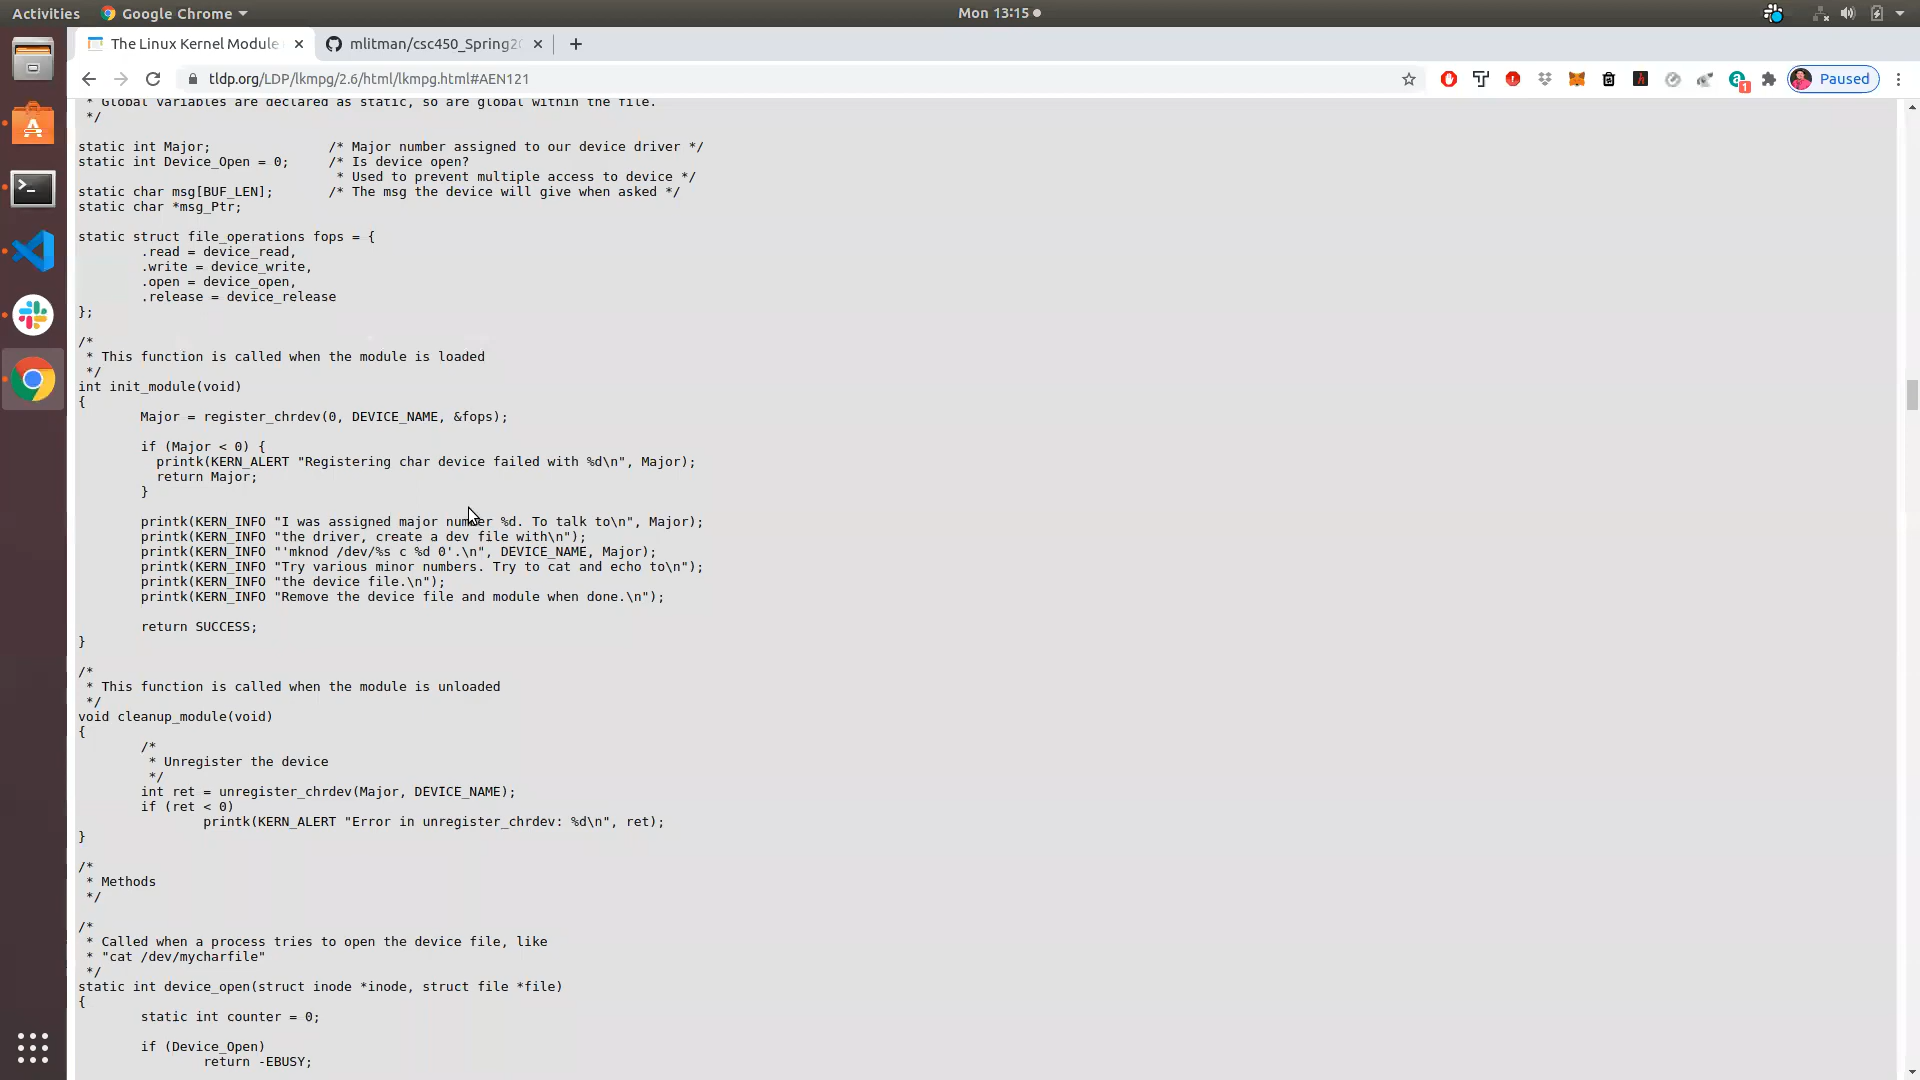 Activities
Google Chrome
Mon 13:15
The Linux Kernel Module
mlitman/csc450_Spring20
tldp.org/LDP/lkmpg/2.6/html/lkmpg.html#AEN121
1
Paused
 * Global variables are declared as static, so are global within the file.
 */
static int Major;               /* Major number assigned to our device driver */
static int Device_Open = 0;     /* Is device open?
                                 * Used to prevent multiple access to device */
static char msg[BUF_LEN];       /* The msg the device will give when asked */
static char *msg_Ptr;
static struct file_operations fops = {
        .read = device_read,
        .write = device_write,
        .open = device_open,
        .release = device_release
};
/*
 * This function is called when the module is loaded
 */
int init_module(void)
{
        Major = register_chrdev(0, DEVICE_NAME, &fops);
        if (Major < 0) {
          printk(KERN_ALERT "Registering char device failed with %d\n", Major);
          return Major;
        }
        printk(KERN_INFO "I was assigned major number %d. To talk to\n", Major);
        printk(KERN_INFO "the driver, create a dev file with\n");
        printk(KERN_INFO "'mknod /dev/%s c %d 0'.\n", DEVICE_NAME, Major);
        printk(KERN_INFO "Try various minor numbers. Try to cat and echo to\n");
        printk(KERN_INFO "the device file.\n");
        printk(KERN_INFO "Remove the device file and module when done.\n");
        return SUCCESS;
}
/*
 * This function is called when the module is unloaded
 */
void cleanup_module(void)
{
        /*
         * Unregister the device
         */
        int ret = unregister_chrdev(Major, DEVICE_NAME);
        if (ret < 0)
                printk(KERN_ALERT "Error in unregister_chrdev: %d\n", ret);
}
/*
 * Methods
 */
/*
 * Called when a process tries to open the device file, like
 * "cat /dev/mycharfile"
 */
static int device_open(struct inode *inode, struct file *file)
{
        static int counter = 0;
        if (Device_Open)
                return -EBUSY;